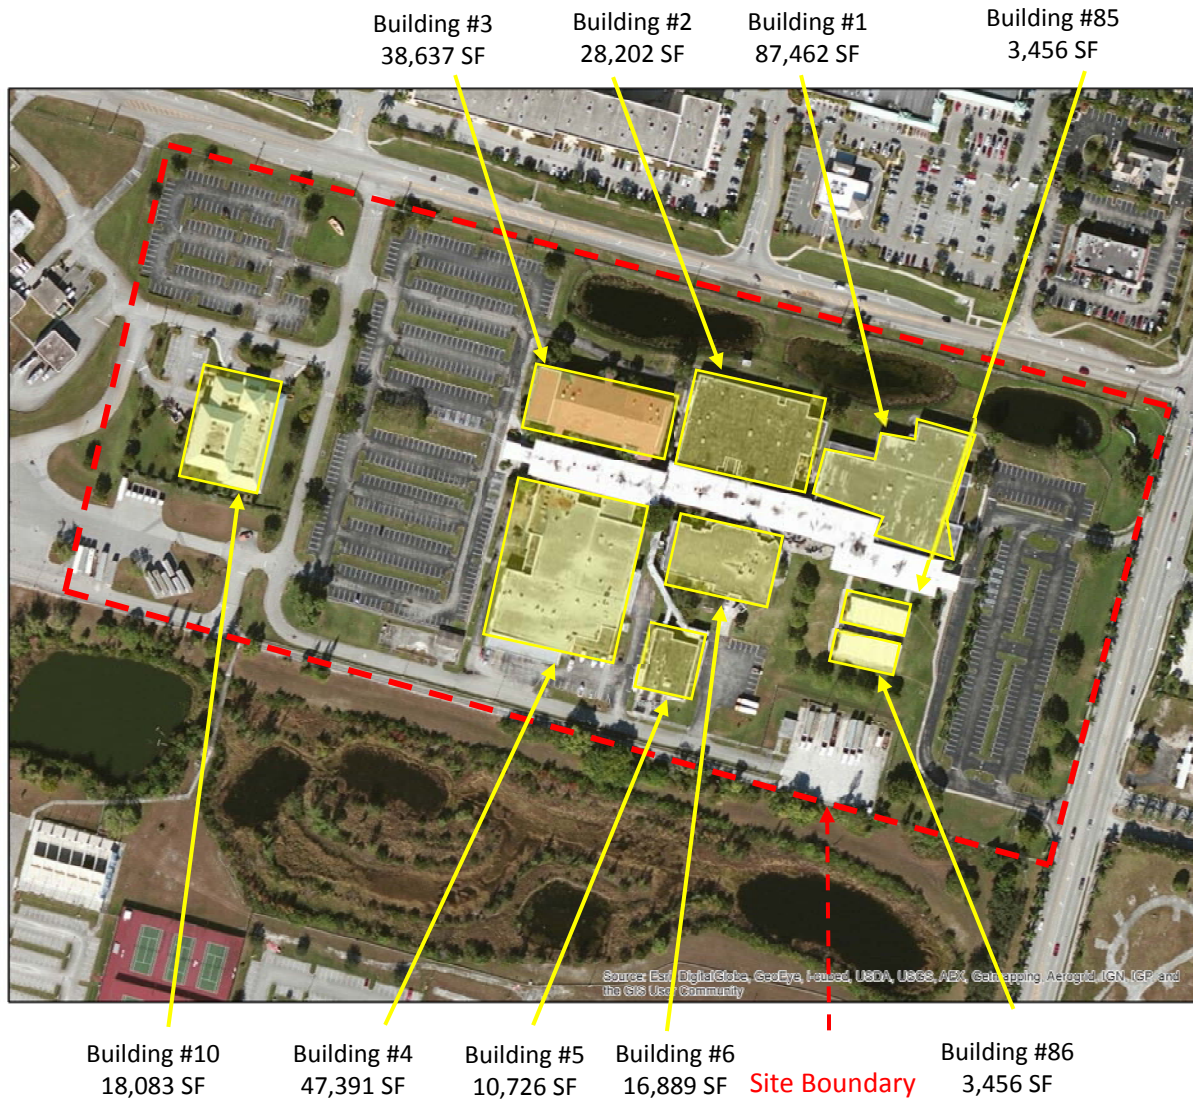 Building #3
38,637 SF
Building #2
28,202 SF
Building #1
87,462 SF
Building #85
3,456 SF
Source: Esri, DigitalGlobe, GeoEye, i-cubed, USDA, USGS, AEX, Getmapping, Aerogrid, IGN, IGP, and
the GIS User Community
Building #10
18,083 SF
Building #4
47,391 SF
Building #5
10,726 SF
Building #6
16,889 SF
Site Boundary
Building #86
3,456 SF